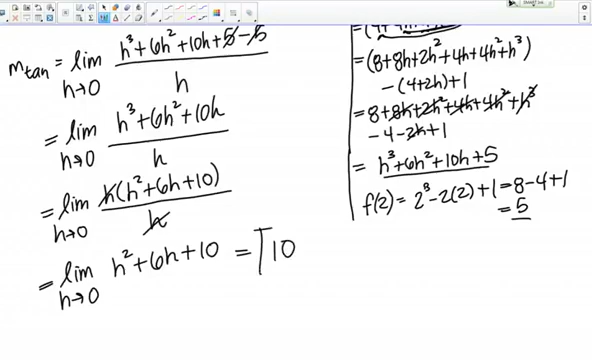 m_tan = lim h→0 (h³+6h²+10h+5-5)/h
= lim h→0 (h³+6h²+10h)/h
= lim h→0 h(h²+6h+10)/h
= lim h→0 h²+6h+10 = 10
= (8+8h+2h²+4h+4h²+h³)
-(4+2h)+1
= 8+8h+2h²+4h+4h²+h³
-4-2h+1
= h³+6h²+10h+5
f(2) = 2³-2(2)+1 = 8-4+1
= 5